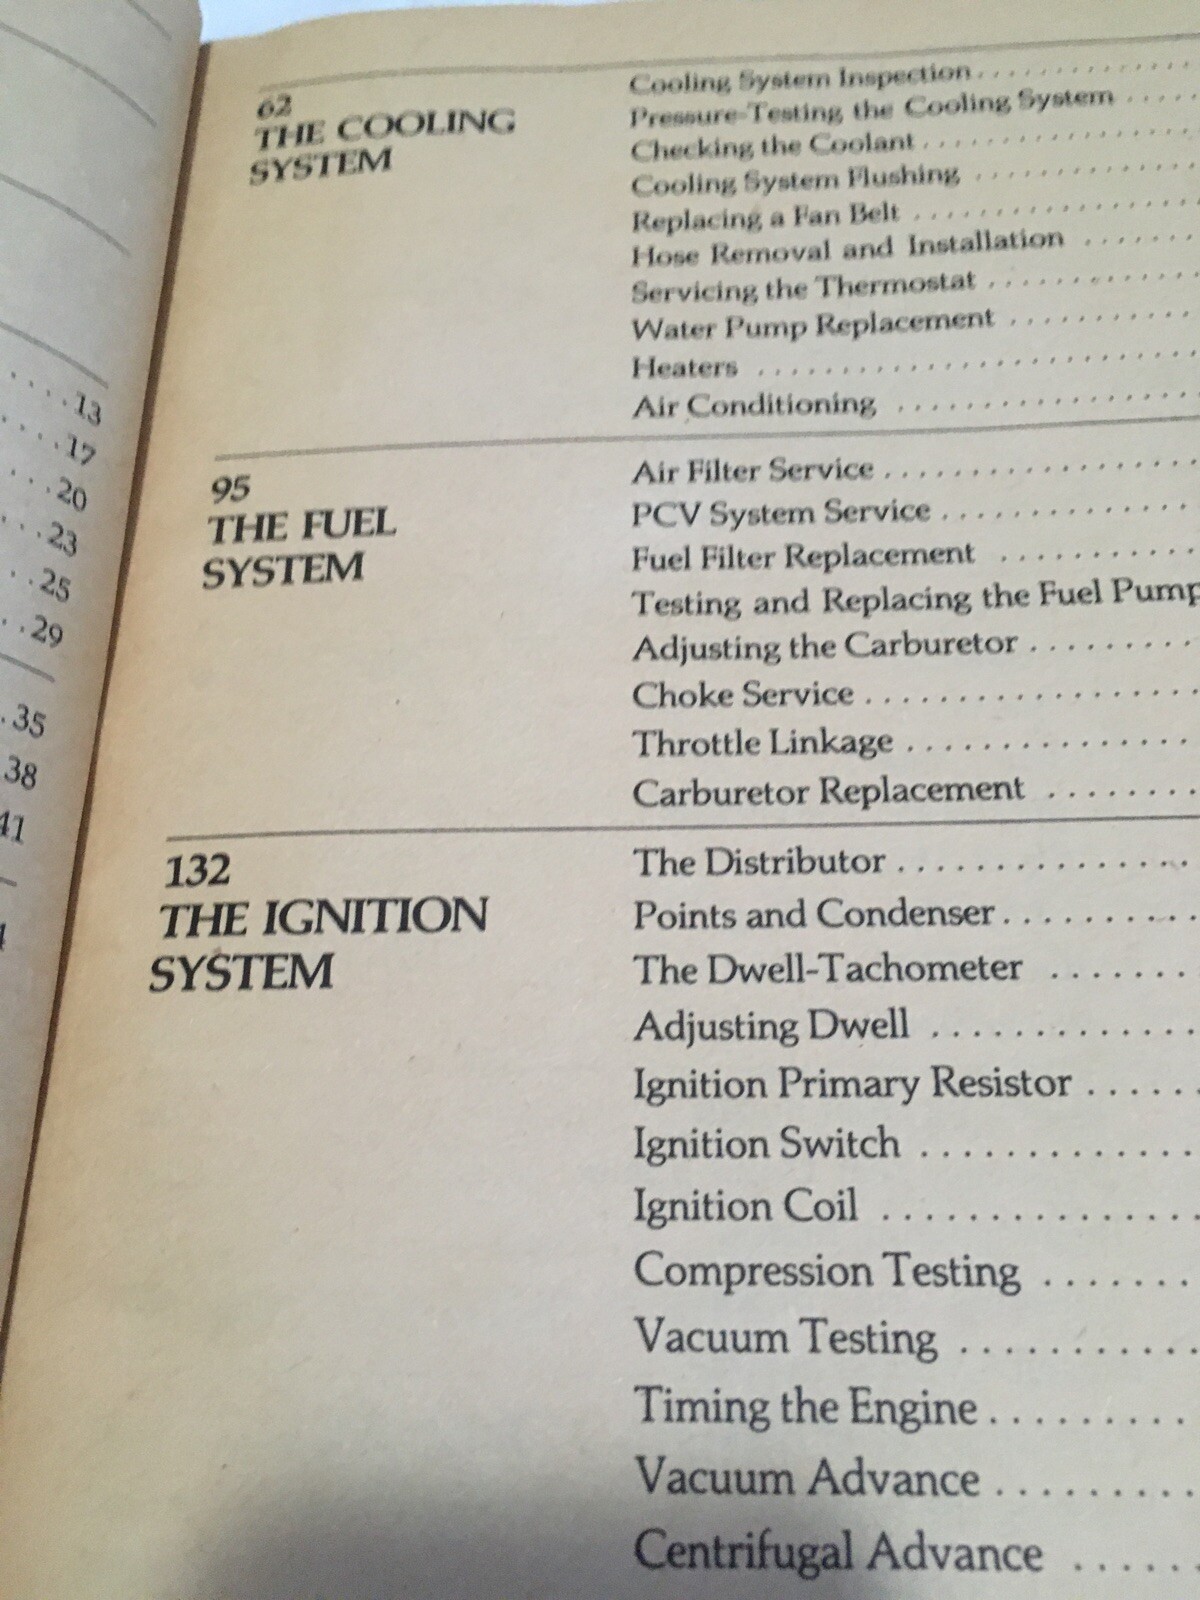 13
17
20
23
25
29
35
38
41
62
THE COOLING
SYSTEM
Cooling System Inspection
Pressure-Testing the Cooling System
Checking the Coolant
Cooling System Flushing
Replacing a Fan Belt
Hose Removal and Installation
Servicing the Thermostat
Water Pump Replacement
Heaters
Air Conditioning
95
THE FUEL
SYSTEM
Air Filter Service
PCV System Service
Fuel Filter Replacement
Testing and Replacing the Fuel Pump
Adjusting the Carburetor
Choke Service
Throttle Linkage
Carburetor Replacement
132
THE IGNITION
SYSTEM
The Distributor
Points and Condenser
The Dwell-Tachometer
Adjusting Dwell
Ignition Primary Resistor
Ignition Switch
Ignition Coil
Compression Testing
Vacuum Testing
Timing the Engine
Vacuum Advance
Centrifugal Advance